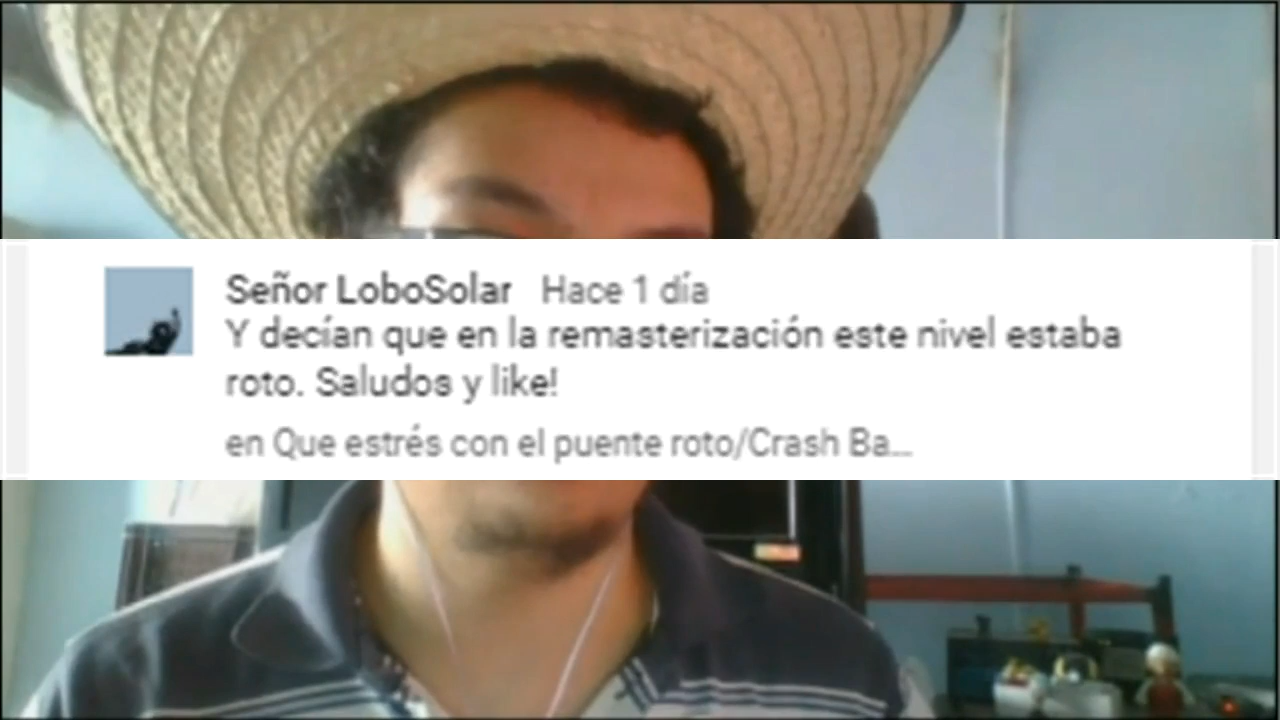 Señor LoboSolar Hace 1 día
Y decían que en la remasterización este nivel estaba
roto. Saludos y like!
en Que estrés con el puente roto/Crash Ba...